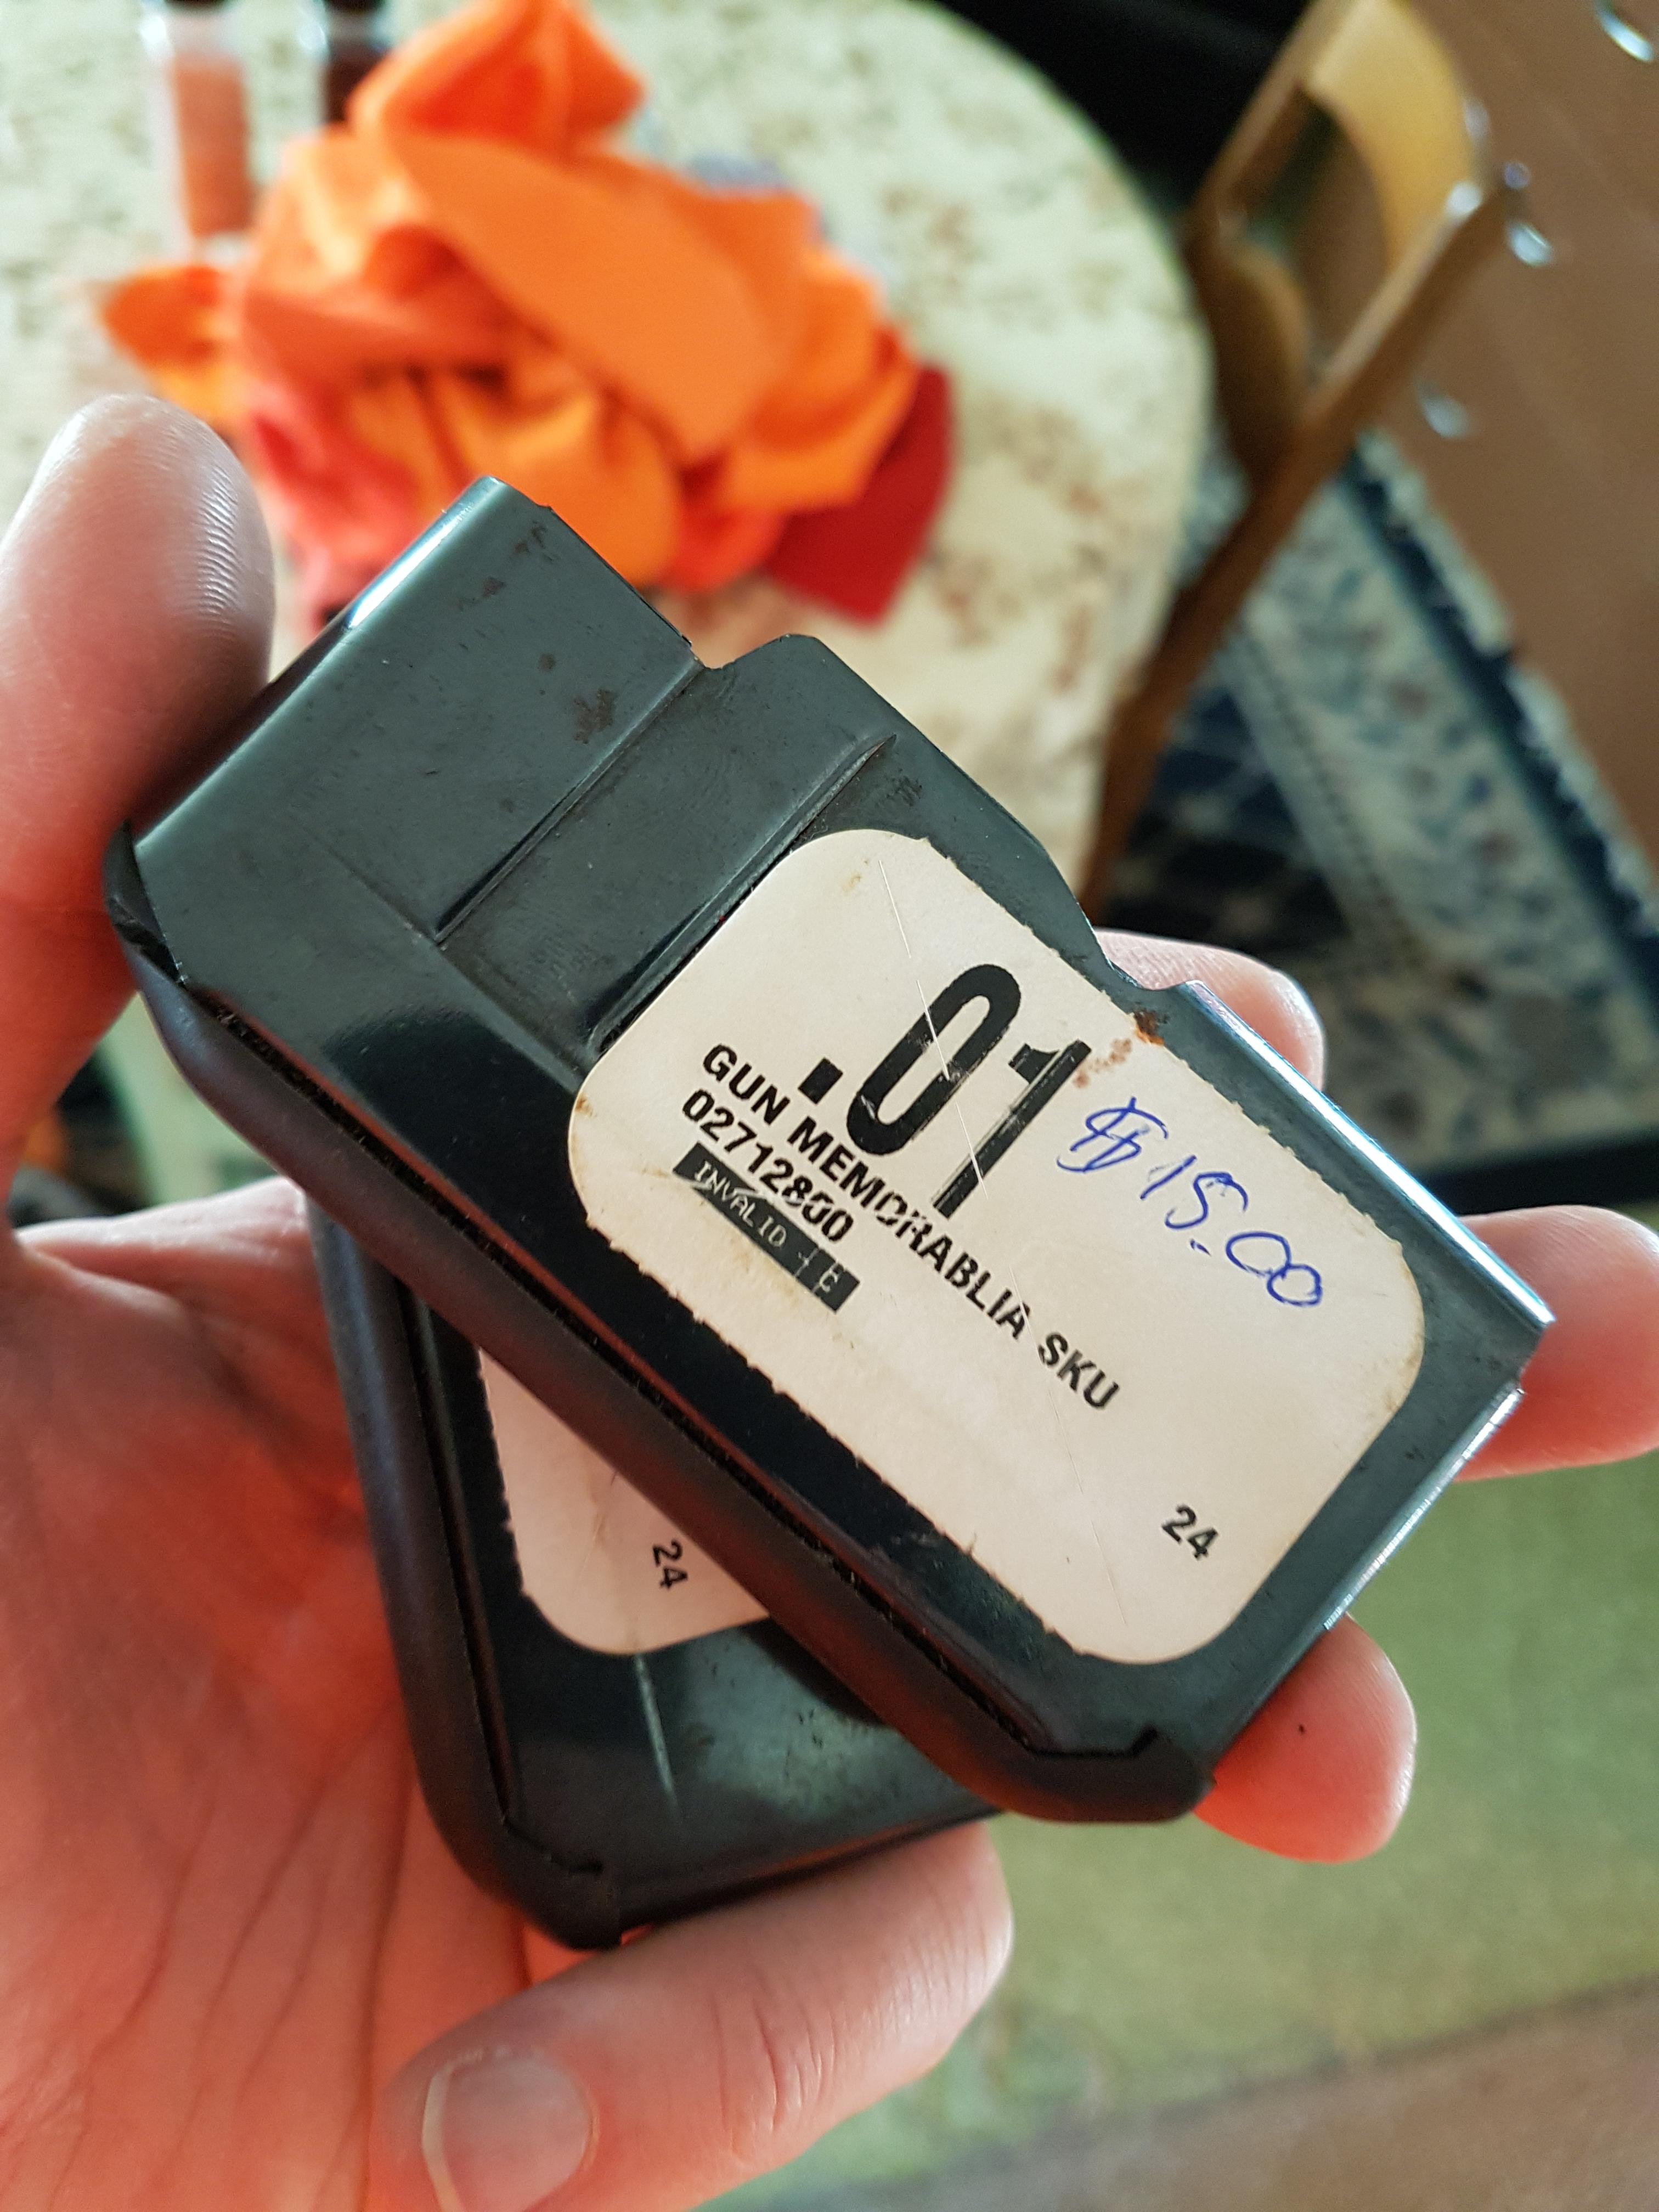 .01
$15.00
GUN MEMORABLIA SKU
02712800
INVALID
24
24